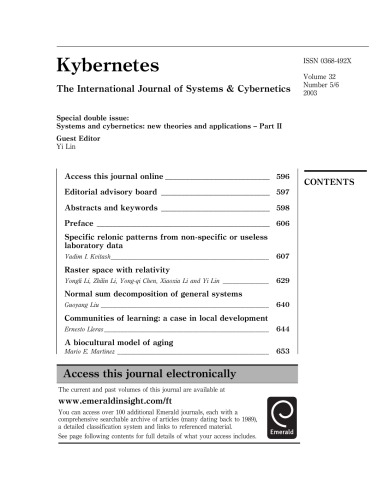 Kybernetes
The International Journal of Systems & Cybernetics
ISSN 0368-492X
Volume 32
Number 5/6
2003
Special double issue:
Systems and cybernetics: new theories and applications – Part II
Guest Editor
Yi Lin
CONTENTS
Access this journal online 596
Editorial advisory board 597
Abstracts and keywords 598
Preface 606
Specific relonic patterns from non-specific or useless
laboratory data
Vadim I. Kvitash 607
Raster space with relativity
Yongli Li, Zhilin Li, Yong-qi Chen, Xiaoxia Li and Yi Lin 629
Normal sum decomposition of general systems
Guoyang Liu 640
Communities of learning: a case in local development
Ernesto Lleras 644
A biocultural model of aging
Mario E. Martinez 653
Access this journal electronically
The current and past volumes of this journal are available at
www.emeraldinsight.com/ft
You can access over 100 additional Emerald journals, each with a
comprehensive searchable archive of articles (many dating back to 1989),
a detailed classification system and links to referenced material.
See page following contents for full details of what your access includes.
Emerald